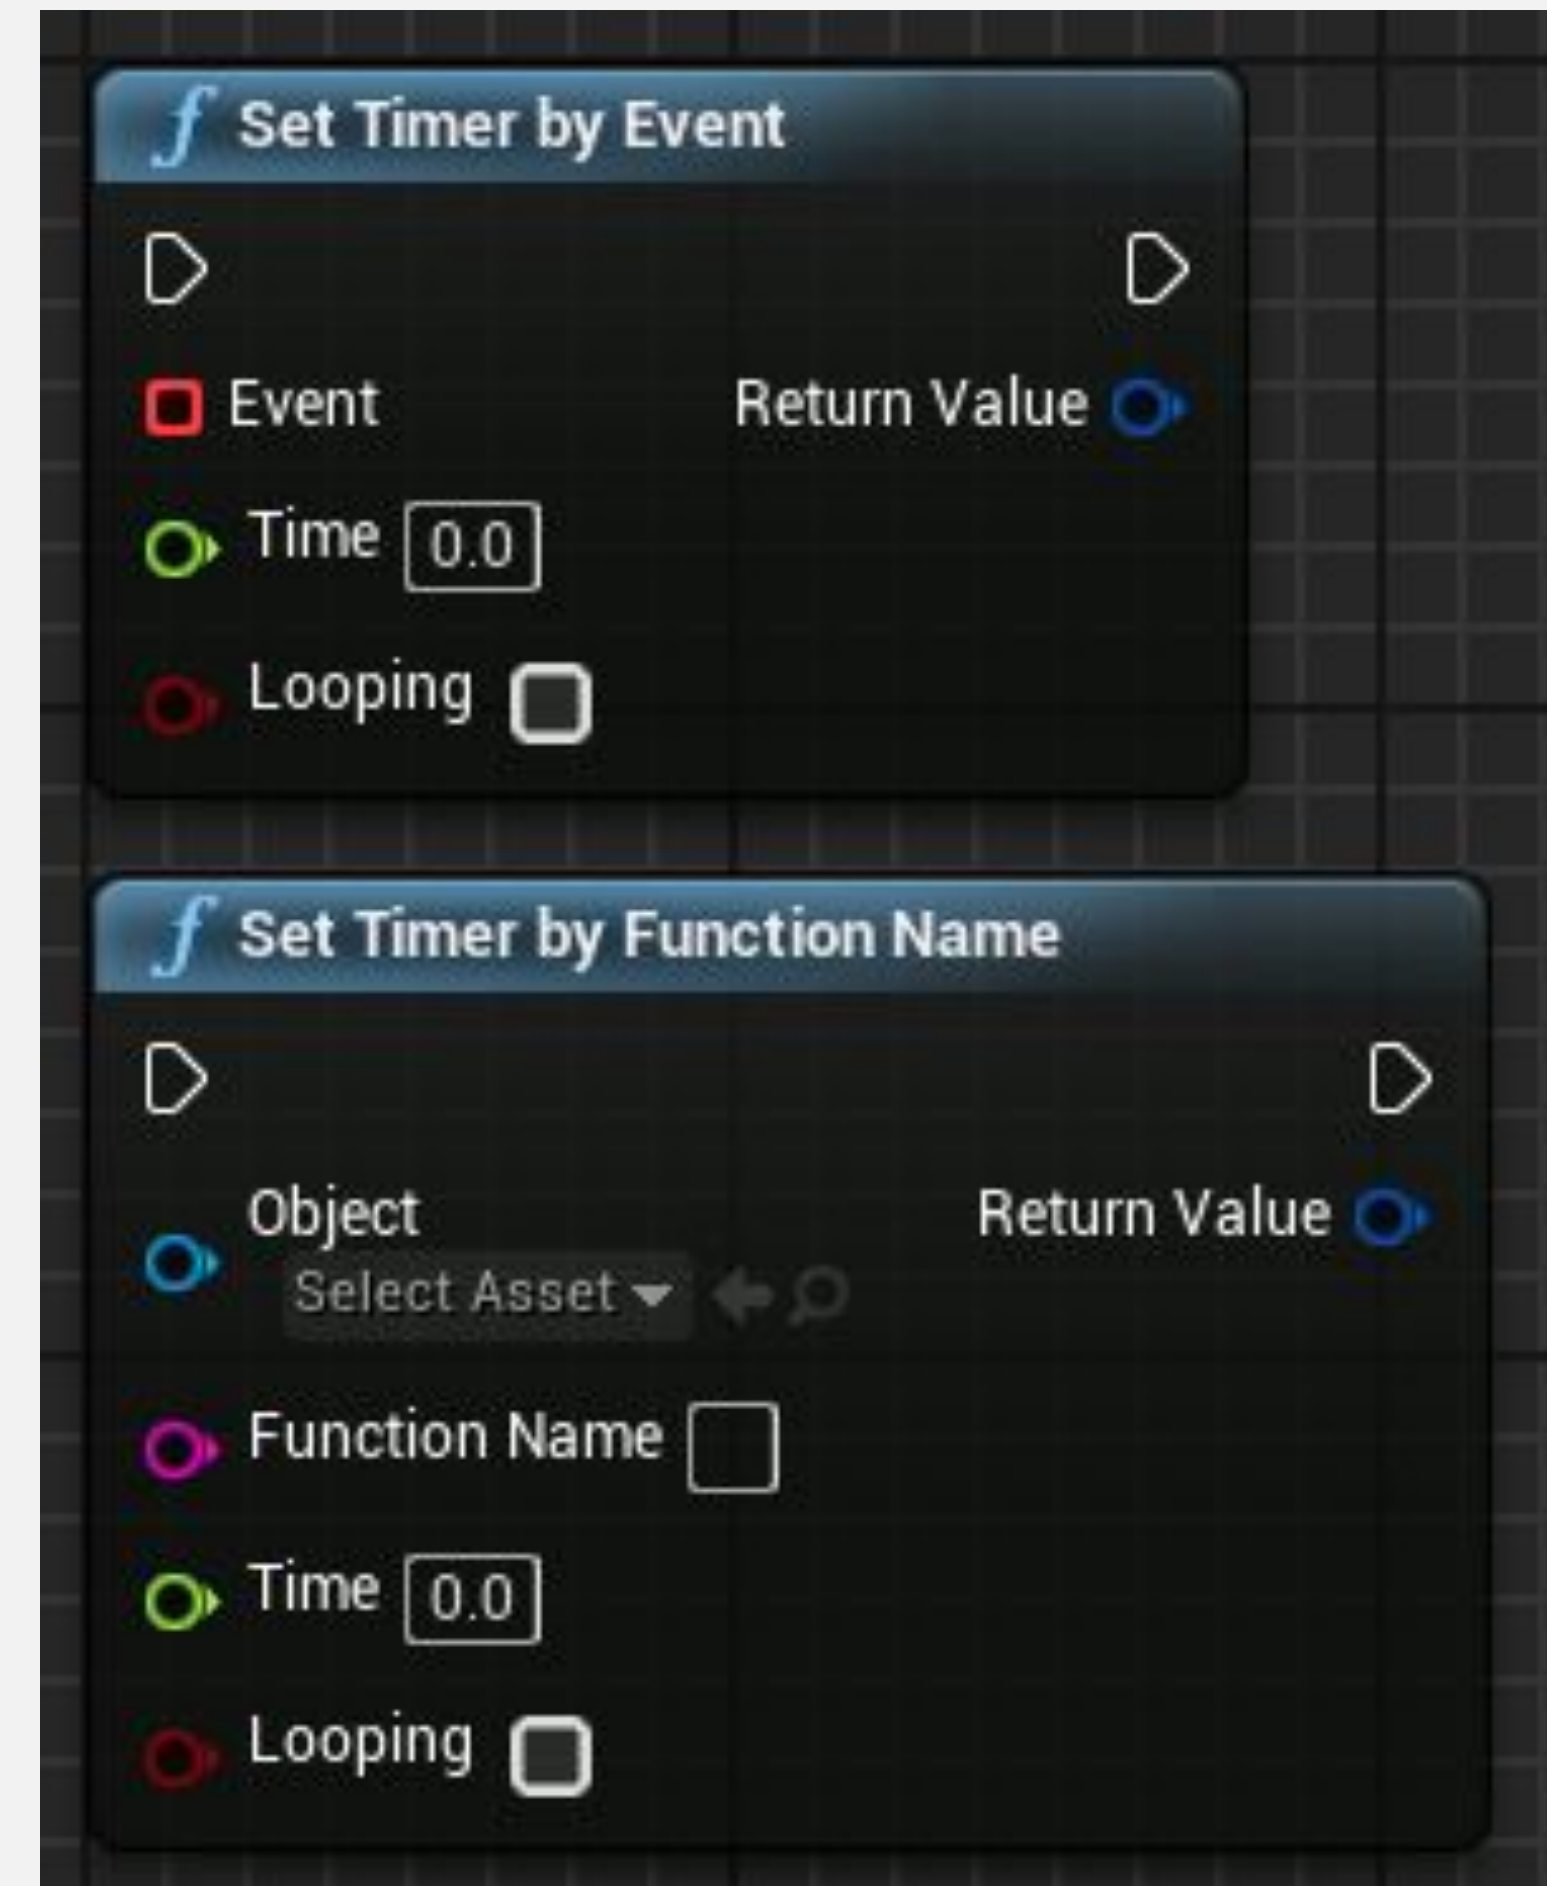 f Set Timer by Event
Event
Return Value
Time 0.0
Looping
f Set Timer by Function Name
Object
Return Value
Select Asset
Function Name
Time 0.0
Looping